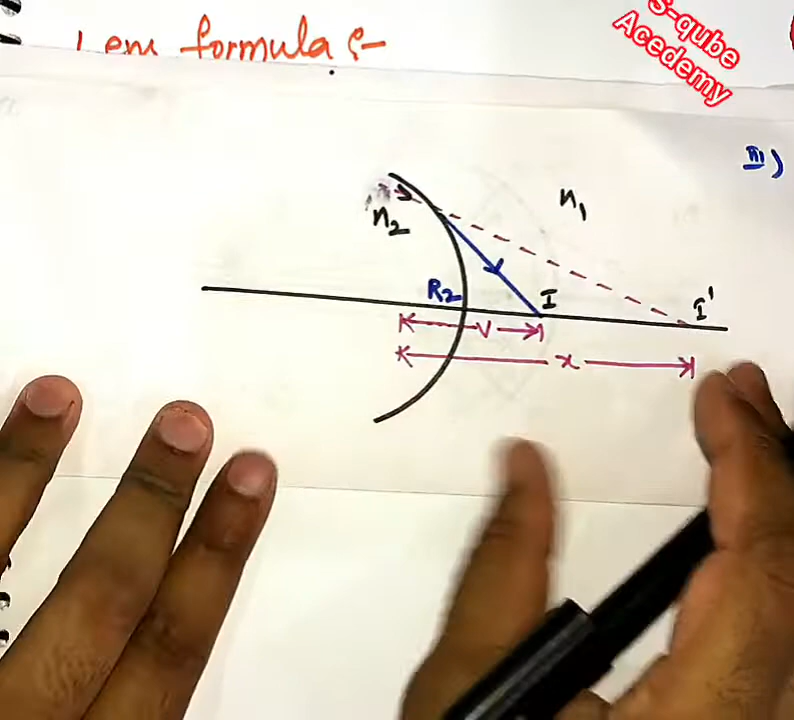 Lens formula :-
S-qube
Acedemy
III)
n₁
n₂
R₂
I
I'
v
x